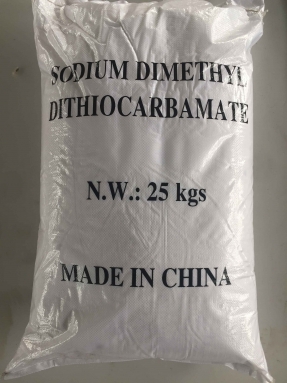 SODIUM DIMETHYL
DITHIOCARBAMATE
N.W.: 25 kgs
MADE IN CHINA